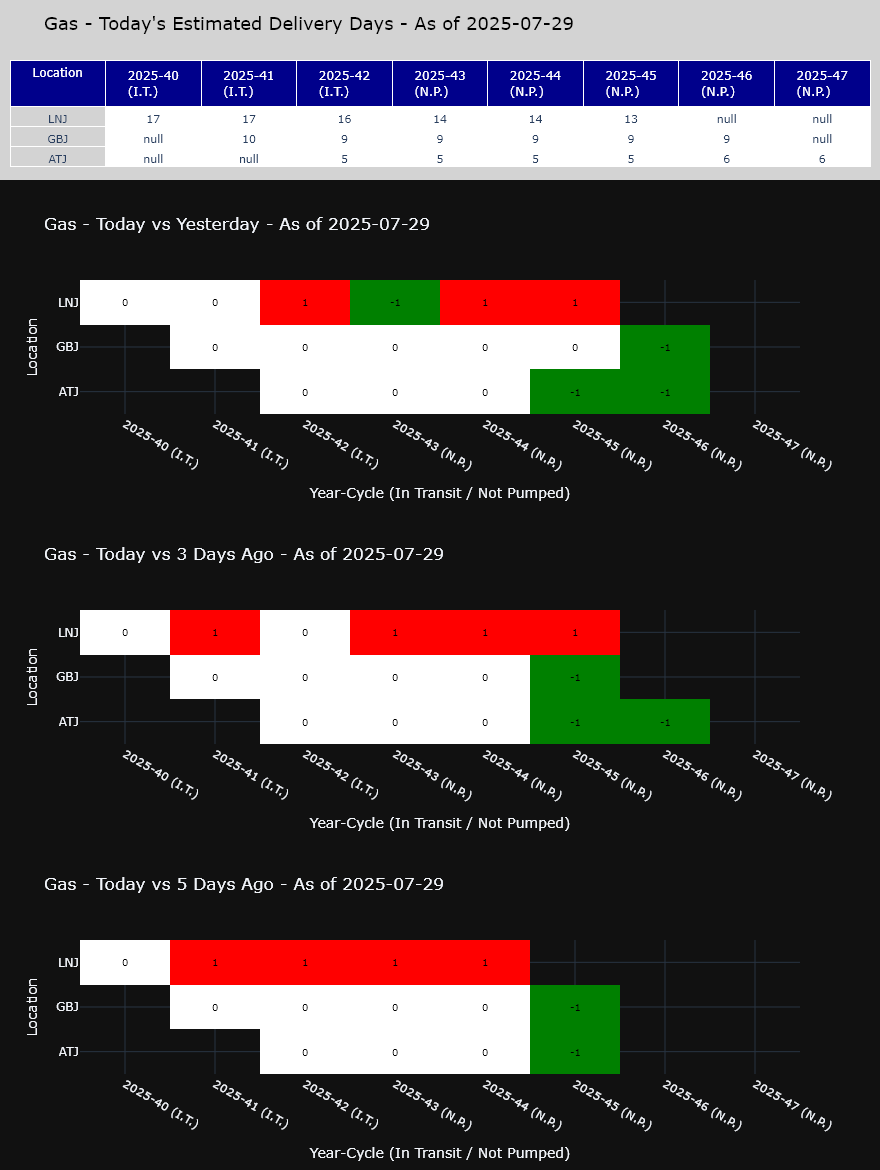 Gas - Today's Estimated Delivery Days - As of 2025-07-29
Location 2025-40 (I.T.) 2025-41 (I.T.) 2025-42 (I.T.) 2025-43 (N.P.) 2025-44 (N.P.) 2025-45 (N.P.) 2025-46 (N.P.) 2025-47 (N.P.)
LNJ 17 17 16 14 14 13 null null
GBJ null 10 9 9 9 9 9 null
ATJ null null 5 5 5 5 6 6
Gas - Today vs Yesterday - As of 2025-07-29
Location
LNJ 0 0 1 -1 1 1
GBJ 0 0 0 0 0 -1
ATJ 0 0 0 -1 -1
2025-40 (I.T.) 2025-41 (I.T.) 2025-42 (I.T.) 2025-43 (N.P.) 2025-44 (N.P.) 2025-45 (N.P.) 2025-46 (N.P.) 2025-47 (N.P.)
Year-Cycle (In Transit / Not Pumped)
Gas - Today vs 3 Days Ago - As of 2025-07-29
Location
LNJ 0 1 0 1 1 1
GBJ 0 0 0 0 -1
ATJ 0 0 0 -1 -1
2025-40 (I.T.) 2025-41 (I.T.) 2025-42 (I.T.) 2025-43 (N.P.) 2025-44 (N.P.) 2025-45 (N.P.) 2025-46 (N.P.) 2025-47 (N.P.)
Year-Cycle (In Transit / Not Pumped)
Gas - Today vs 5 Days Ago - As of 2025-07-29
Location
LNJ 0 1 1 1 1
GBJ 0 0 0 0 -1
ATJ 0 0 0 -1
2025-40 (I.T.) 2025-41 (I.T.) 2025-42 (I.T.) 2025-43 (N.P.) 2025-44 (N.P.) 2025-45 (N.P.) 2025-46 (N.P.) 2025-47 (N.P.)
Year-Cycle (In Transit / Not Pumped)